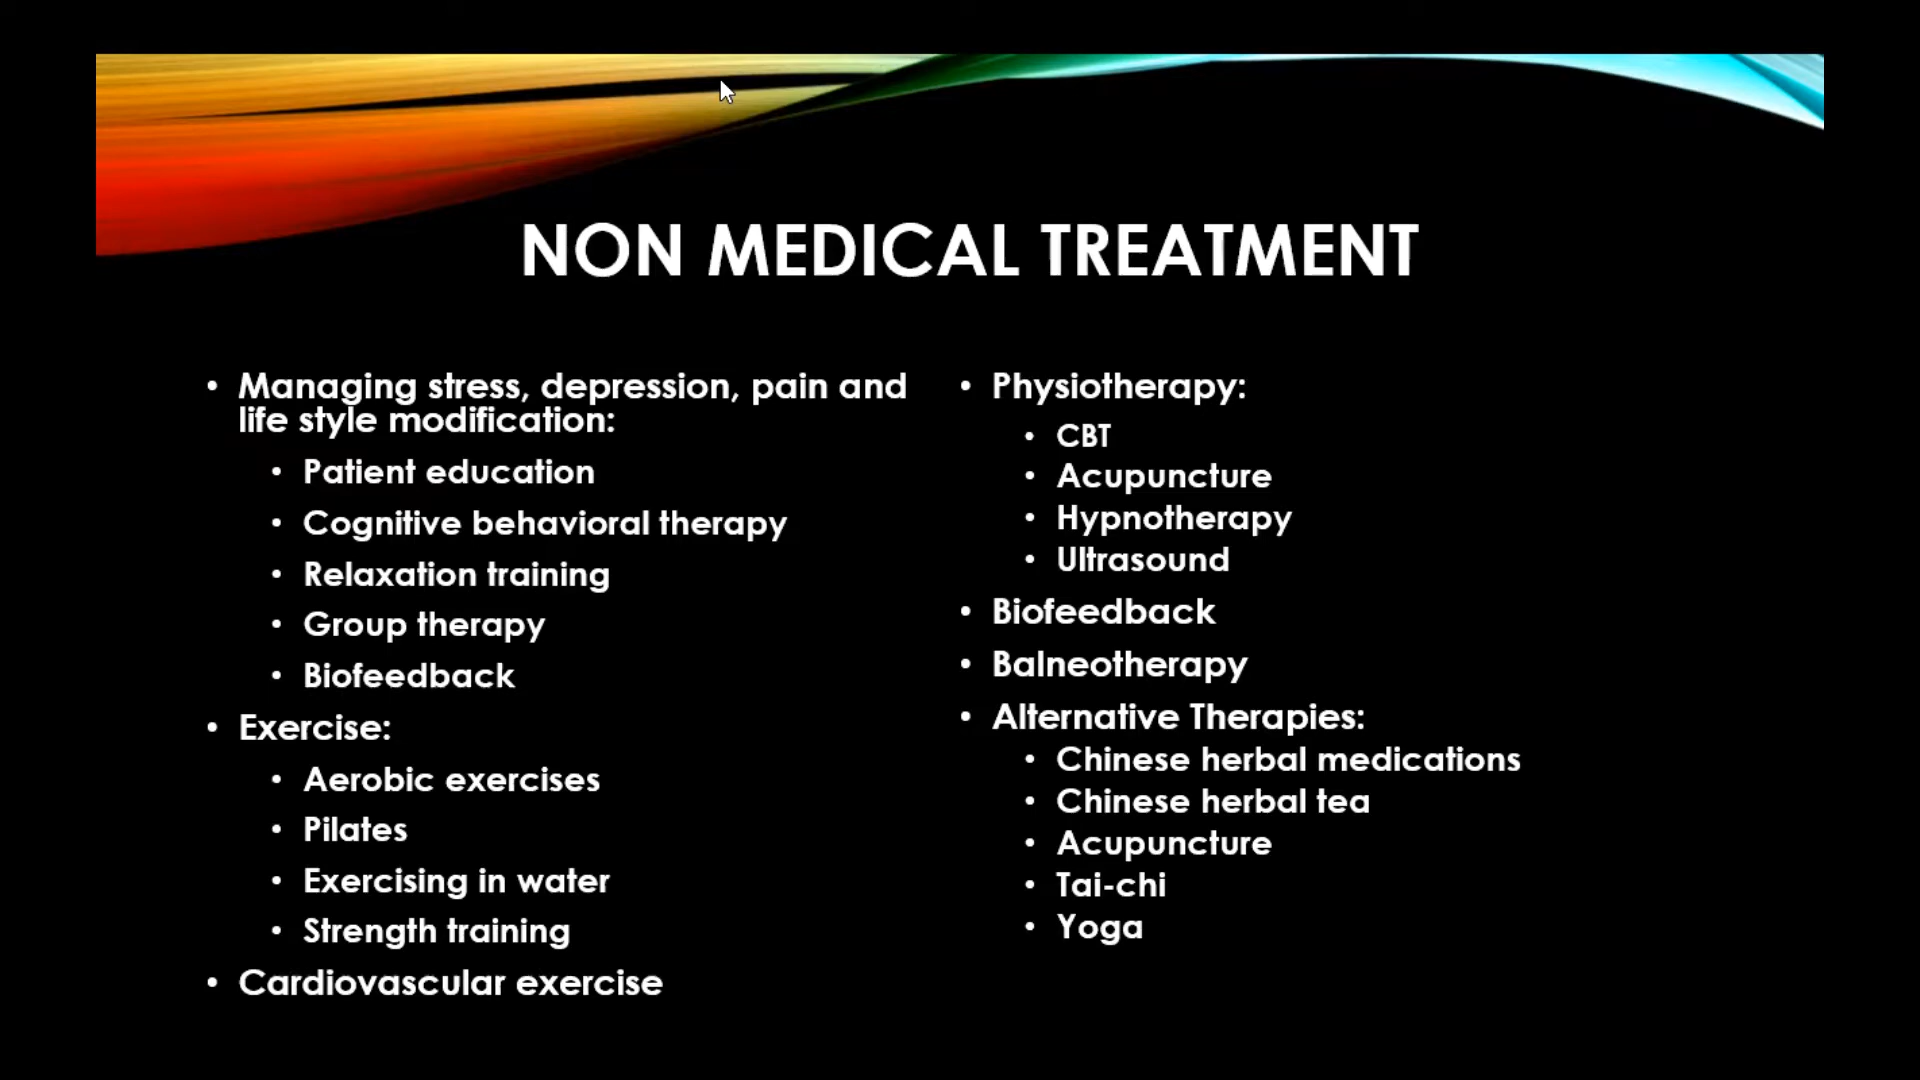 NON MEDICAL TREATMENT
• Managing stress, depression, pain and
life style modification:
• Patient education
• Cognitive behavioral therapy
• Relaxation training
• Group therapy
• Biofeedback
• Exercise:
• Aerobic exercises
• Pilates
• Exercising in water
• Strength training
• Cardiovascular exercise
• Physiotherapy:
• CBT
• Acupuncture
• Hypnotherapy
• Ultrasound
• Biofeedback
• Balneotherapy
• Alternative Therapies:
• Chinese herbal medications
• Chinese herbal tea
• Acupuncture
• Tai-chi
• Yoga